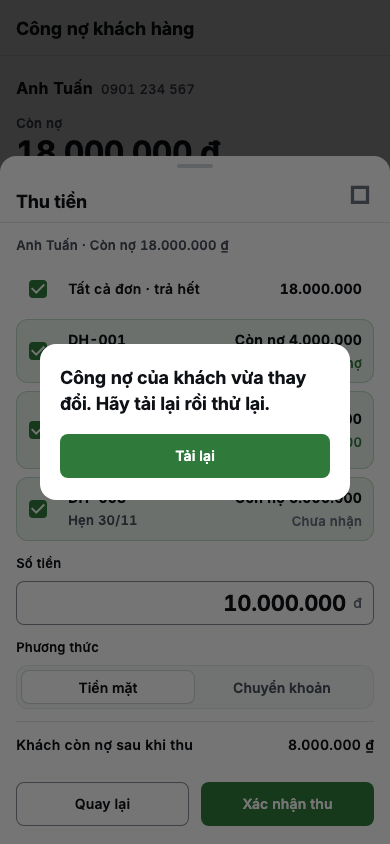 Công nợ khách hàng
Anh Tuấn 0901 234 567
Còn nợ
18.000.000 đ
Thu tiền
Anh Tuấn · Còn nợ 18.000.000 ₫
Tất cả đơn · trả hết 18.000.000
DH-001 Còn nợ 4.000.000
Công nợ của khách vừa thay
đổi. Hãy tải lại rồi thử lại.
Tải lại
Hẹn 30/11 Chưa nhận
Số tiền
10.000.000 đ
Phương thức
Tiền mặt Chuyển khoản
Khách còn nợ sau khi thu 8.000.000 ₫
Quay lại Xác nhận thu